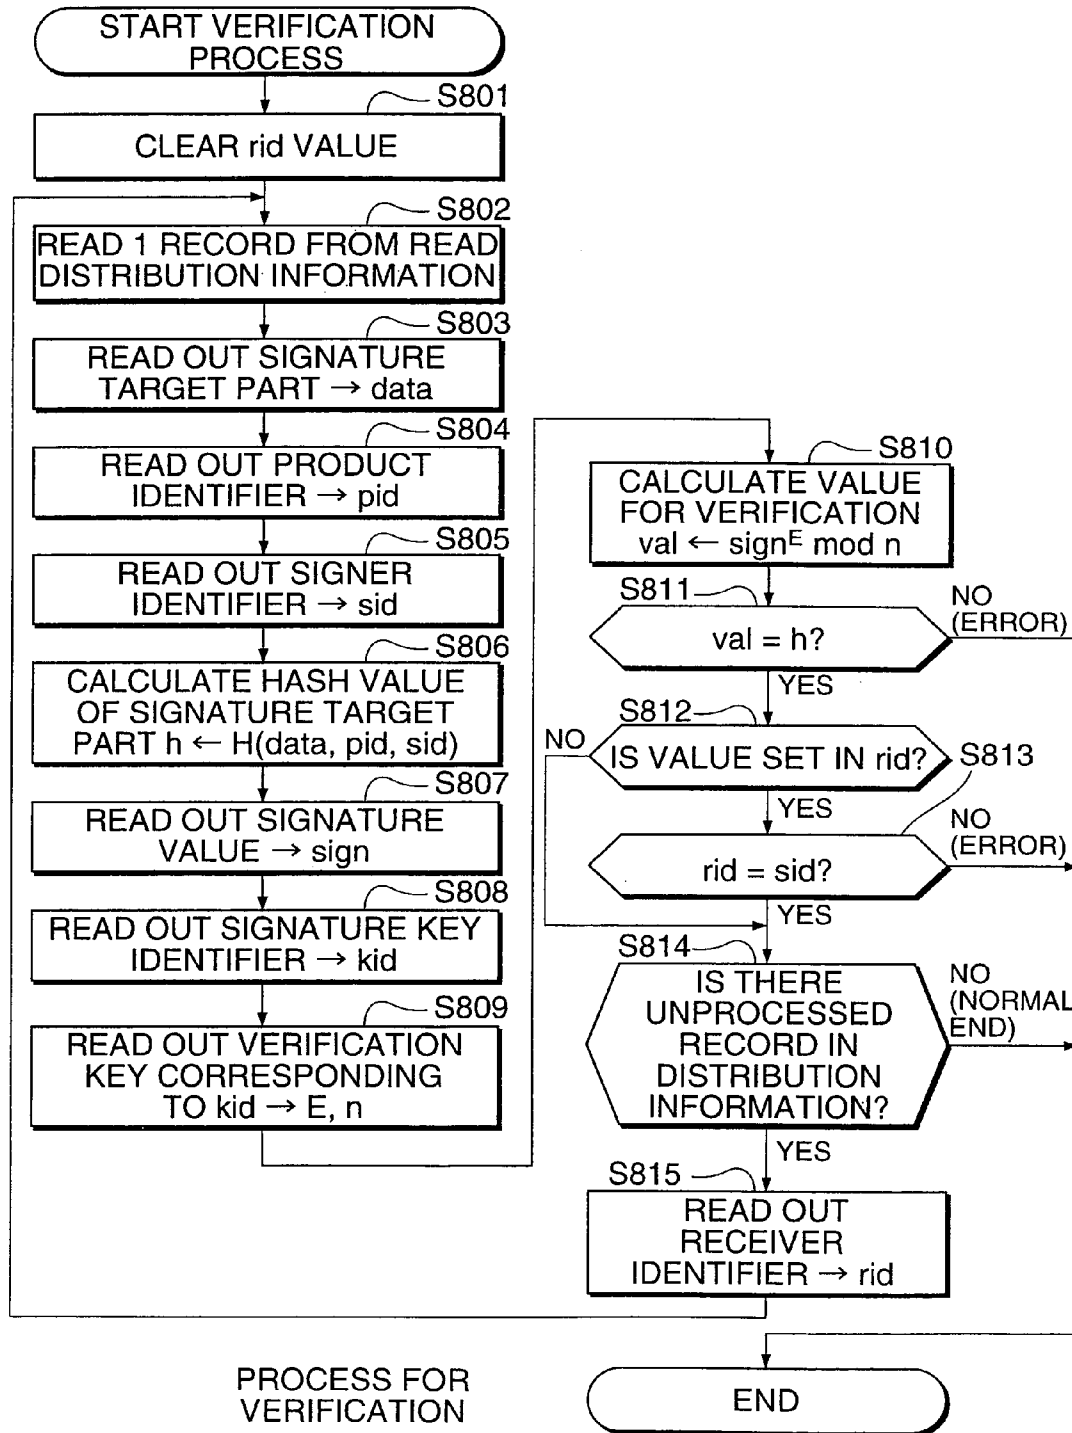 START VERIFICATION
PROCESS
S801
CLEAR rid VALUE
S802
READ 1 RECORD FROM READ
DISTRIBUTION INFORMATION
S803
READ OUT SIGNATURE
TARGET PART → data
S804
READ OUT PRODUCT
IDENTIFIER → pid
S805
READ OUT SIGNER
IDENTIFIER → sid
S806
CALCULATE HASH VALUE
OF SIGNATURE TARGET
PART h ← H(data, pid, sid)
S807
READ OUT SIGNATURE
VALUE → sign
S808
READ OUT SIGNATURE KEY
IDENTIFIER → kid
S809
READ OUT VERIFICATION
KEY CORRESPONDING
TO kid → E, n
S810
CALCULATE VALUE
FOR VERIFICATION
val ← sign^E mod n
S811
val = h?
NO
(ERROR)
YES
S812
NO
IS VALUE SET IN rid?
YES
S813
rid = sid?
NO
(ERROR)
YES
S814
IS THERE
UNPROCESSED
RECORD IN
DISTRIBUTION
INFORMATION?
NO
(NORMAL
END)
YES
S815
READ OUT
RECEIVER
IDENTIFIER → rid
END
PROCESS FOR
VERIFICATION